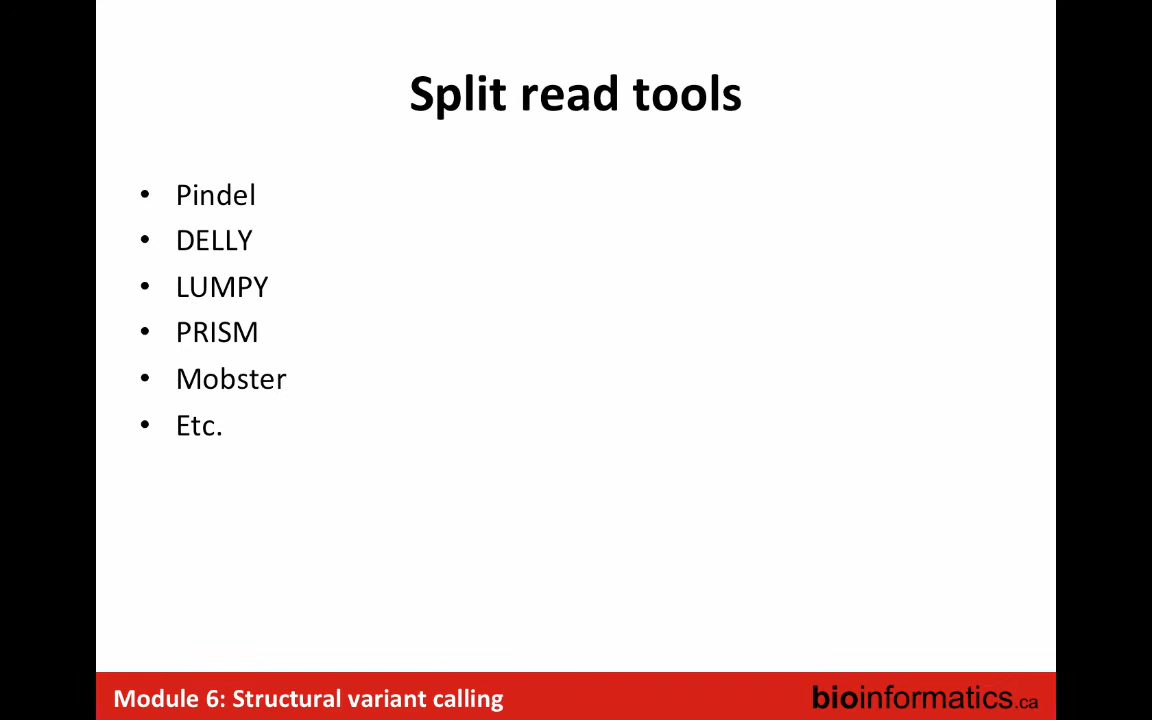 Split read tools
• Pindel
• DELLY
• LUMPY
• PRISM
• Mobster
• Etc.
Module 6: Structural variant calling
bioinformatics.ca